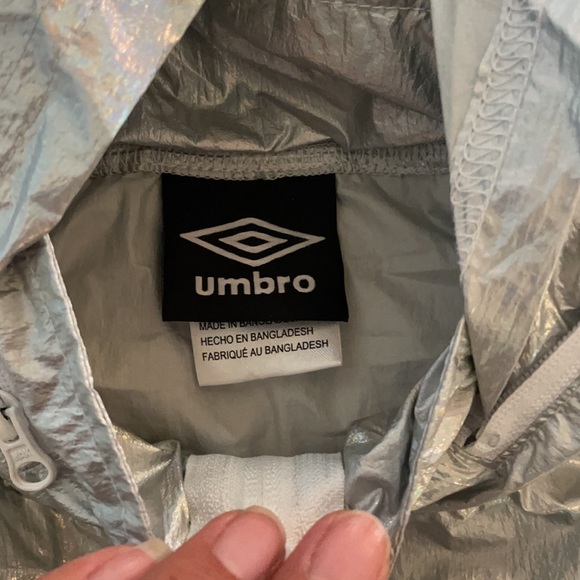 umbro
MADE IN BANGLADESH
HECHO EN BANGLADESH
FABRIQUÉ AU BANGLADESH